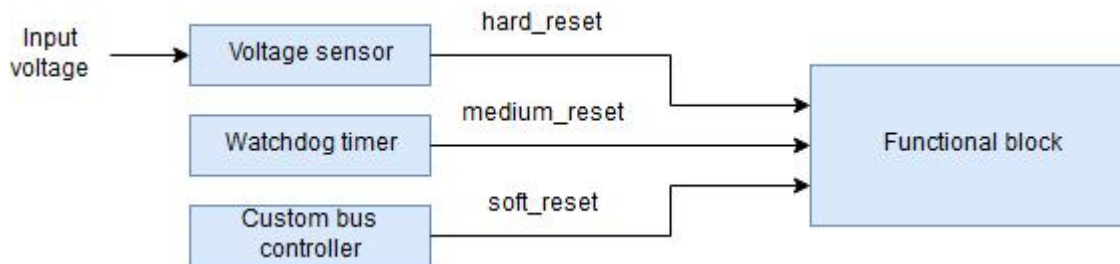 hard_reset
Input
voltage
Voltage sensor
medium_reset
Watchdog timer
Functional block
soft_reset
Custom bus
controller